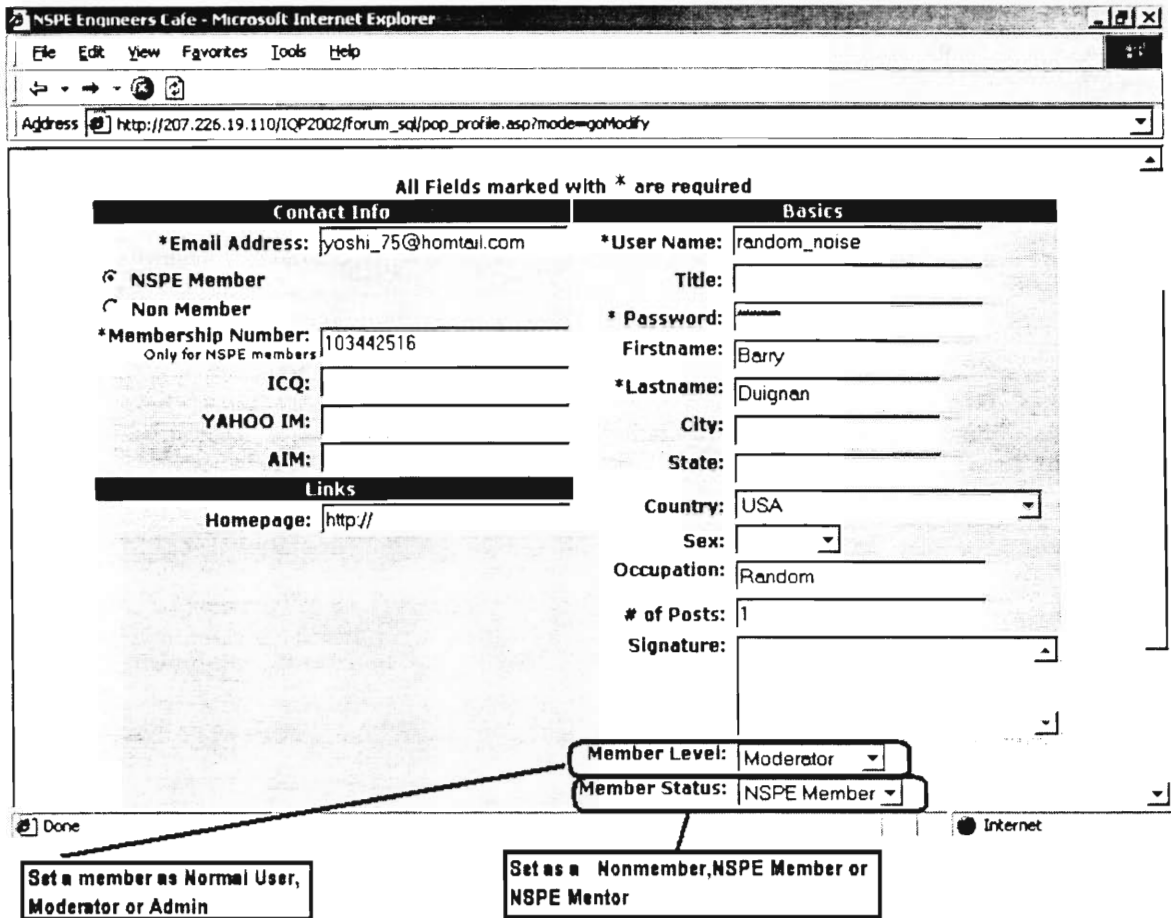 NSPE Engineers Cafe - Microsoft Internet Explorer
File Edit View Favorites Tools Help
Address http://207.226.19.110/IQP2002/forum_sql/pop_profile.asp?mode=goModify
All Fields marked with * are required
Contact Info
*Email Address: yoshi_75@homtail.com
NSPE Member
Non Member
*Membership Number: 103442516
Only for NSPE members
ICQ:
YAHOO IM:
AIM:
Links
Homepage: http://
Basics
*User Name: random_noise
Title:
* Password: ********
Firstname: Barry
*Lastname: Duignan
City:
State:
Country: USA
Sex:
Occupation: Random
# of Posts: 1
Signature:
Member Level: Moderator
Member Status: NSPE Member
Done
Internet
Set a member as Normal User,
Moderator or Admin
Set as a Nonmember,NSPE Member or
NSPE Mentor